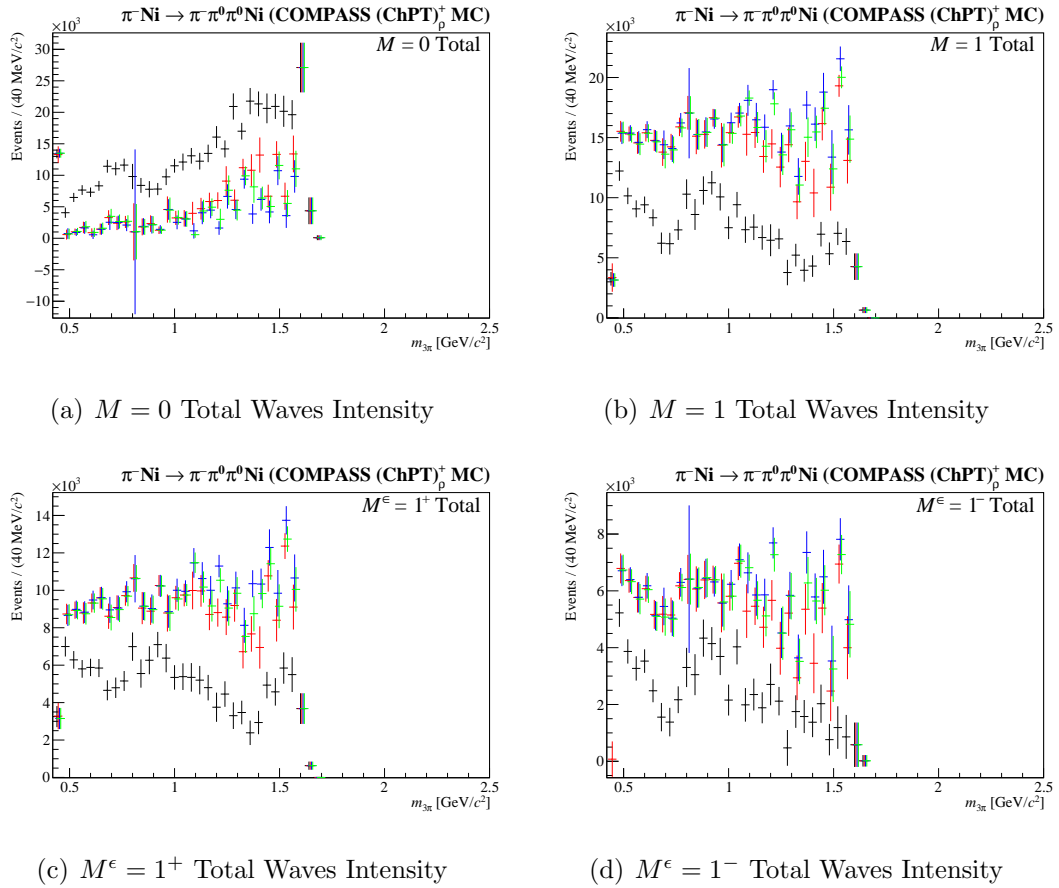 π⁻Ni → π⁻π⁰π⁰Ni (COMPASS (ChPT)⁺ᵨ MC)
×10³
M = 0 Total
Events / (40 MeV/c²)
30
25
20
15
10
5
0
−5
−10
0.5 1 1.5 2 2.5
m₃π [GeV/c²]
(a) M = 0 Total Waves Intensity
π⁻Ni → π⁻π⁰π⁰Ni (COMPASS (ChPT)⁺ᵨ MC)
×10³
M = 1 Total
Events / (40 MeV/c²)
20
15
10
5
0
0.5 1 1.5 2 2.5
m₃π [GeV/c²]
(b) M = 1 Total Waves Intensity
π⁻Ni → π⁻π⁰π⁰Ni (COMPASS (ChPT)⁺ᵨ MC)
×10³
M^∈ = 1⁺ Total
Events / (40 MeV/c²)
14
12
10
8
6
4
2
0
0.5 1 1.5 2 2.5
m₃π [GeV/c²]
(c) M^ϵ = 1⁺ Total Waves Intensity
π⁻Ni → π⁻π⁰π⁰Ni (COMPASS (ChPT)⁺ᵨ MC)
×10³
M^∈ = 1⁻ Total
Events / (40 MeV/c²)
8
6
4
2
0
0.5 1 1.5 2 2.5
m₃π [GeV/c²]
(d) M^ϵ = 1⁻ Total Waves Intensity